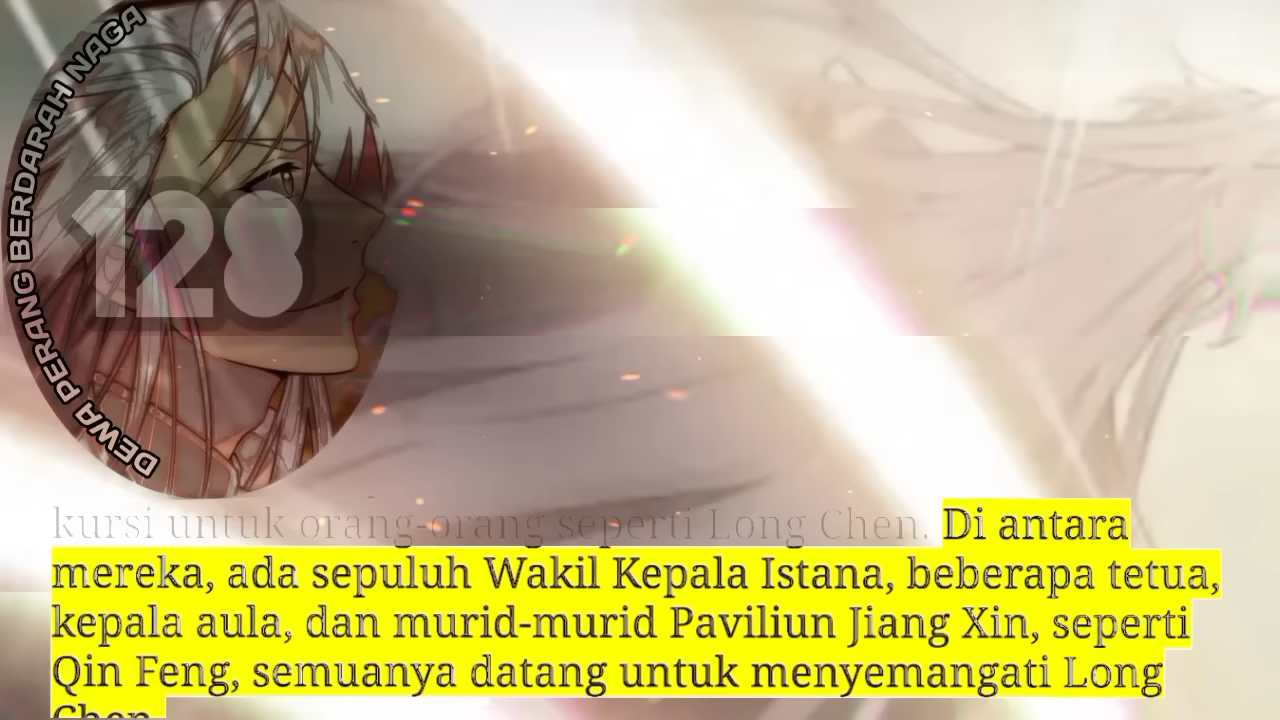 DEWA PERANG BERDARAH NAGA
128
kursi untuk orang-orang seperti Long Chen. Di antara
mereka, ada sepuluh Wakil Kepala Istana, beberapa tetua,
kepala aula, dan murid-murid Paviliun Jiang Xin, seperti
Qin Feng, semuanya datang untuk menyemangati Long
Chen.